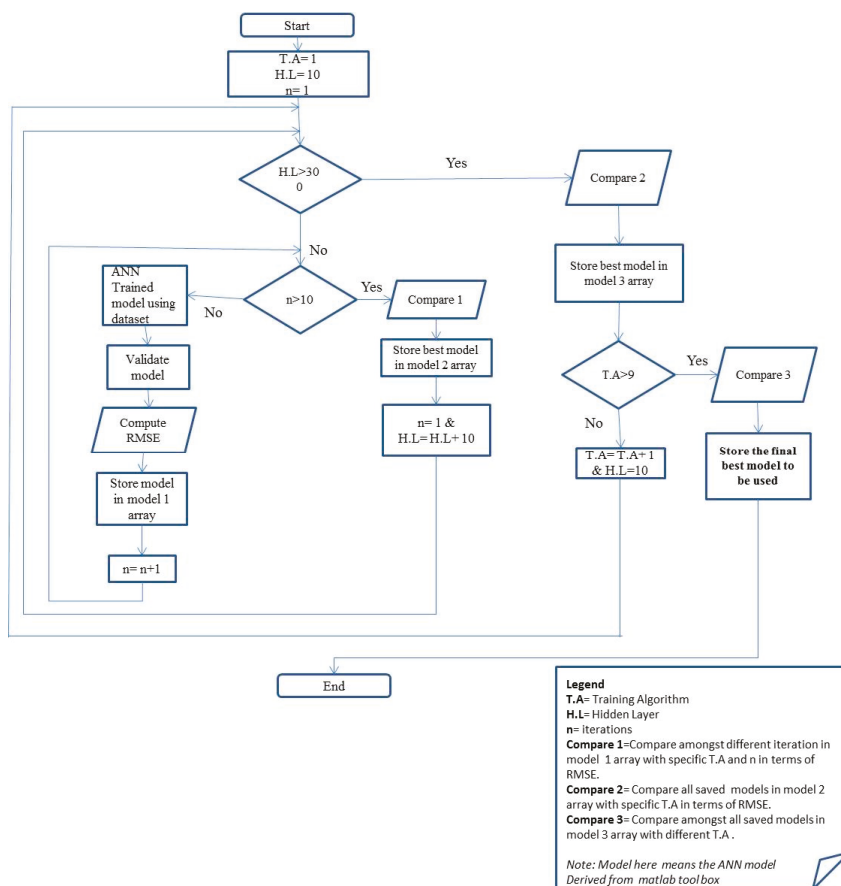 Start
T.A= 1
H.L= 10
n= 1
H.L>30
0
Yes
Compare 2
No
Store best model in
model 3 array
ANN
Trained
model using
dataset
No
n>10
Yes
Compare 1
Validate
model
Store best model
in model 2 array
T.A>9
Yes
Compare 3
Compute
RMSE
n= 1 &
H.L=H.L+ 10
No
T.A= T.A+ 1
& H.L=10
Store the final
best model to
be used
Store model
in model 1
array
n= n+1
End
Legend
T.A= Training Algorithm
H.L= Hidden Layer
n= iterations
Compare 1=Compare amongst different iteration in
model 1 array with specific T.A and n in terms of
RMSE.
Compare 2= Compare all saved models in model 2
array with specific T.A in terms of RMSE.
Compare 3= Compare amongst all saved models in
model 3 array with different T.A .
Note: Model here means the ANN model
Derived from matlab tool box